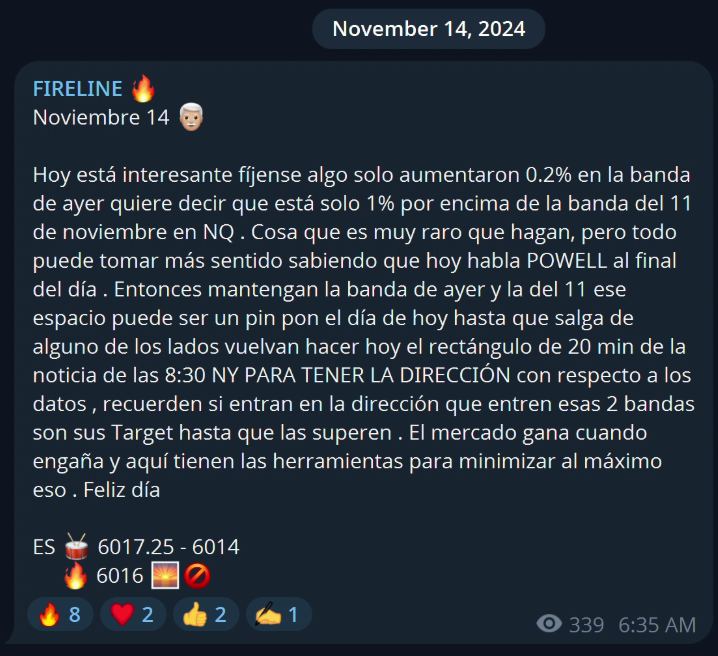 November 14, 2024
FIRELINE 🔥
Noviembre 14 👨🏼‍🦳
Hoy está interesante fíjense algo solo aumentaron 0.2% en la banda
de ayer quiere decir que está solo 1% por encima de la banda del 11
de noviembre en NQ . Cosa que es muy raro que hagan, pero todo
puede tomar más sentido sabiendo que hoy habla POWELL al final
del día . Entonces mantengan la banda de ayer y la del 11 ese
espacio puede ser un pin pon el día de hoy hasta que salga de
alguno de los lados vuelvan hacer hoy el rectángulo de 20 min de la
noticia de las 8:30 NY PARA TENER LA DIRECCIÓN con respecto a los
datos , recuerden si entran en la dirección que entren esas 2 bandas
son sus Target hasta que las superen . El mercado gana cuando
engaña y aquí tienen las herramientas para minimizar al máximo
eso . Feliz día
ES 🥁 6017.25 - 6014
🔥 6016 🌅🚫
🔥 8 ❤️ 2 👍 2 ✍️ 1 339 6:35 AM